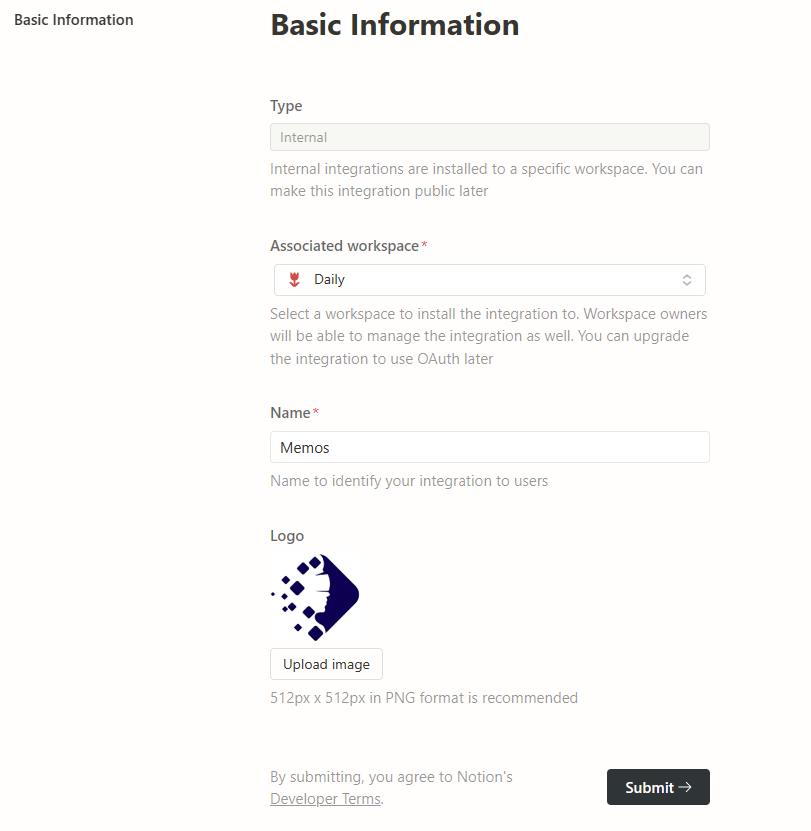 Basic Information
Basic Information
Type
Internal
Internal integrations are installed to a specific workspace. You can
make this integration public later
Associated workspace*
Daily
Select a workspace to install the integration to. Workspace owners
will be able to manage the integration as well. You can upgrade
the integration to use OAuth later
Name*
Memos
Name to identify your integration to users
Logo
Upload image
512px x 512px in PNG format is recommended
By submitting, you agree to Notion's
Developer Terms.
Submit →